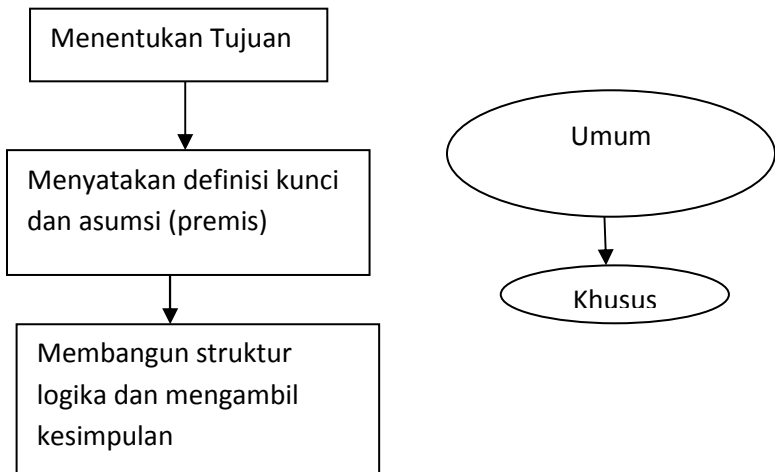 Menentukan Tujuan
Menyatakan definisi kunci
dan asumsi (premis)
Membangun struktur
logika dan mengambil
kesimpulan
Umum
Khusus